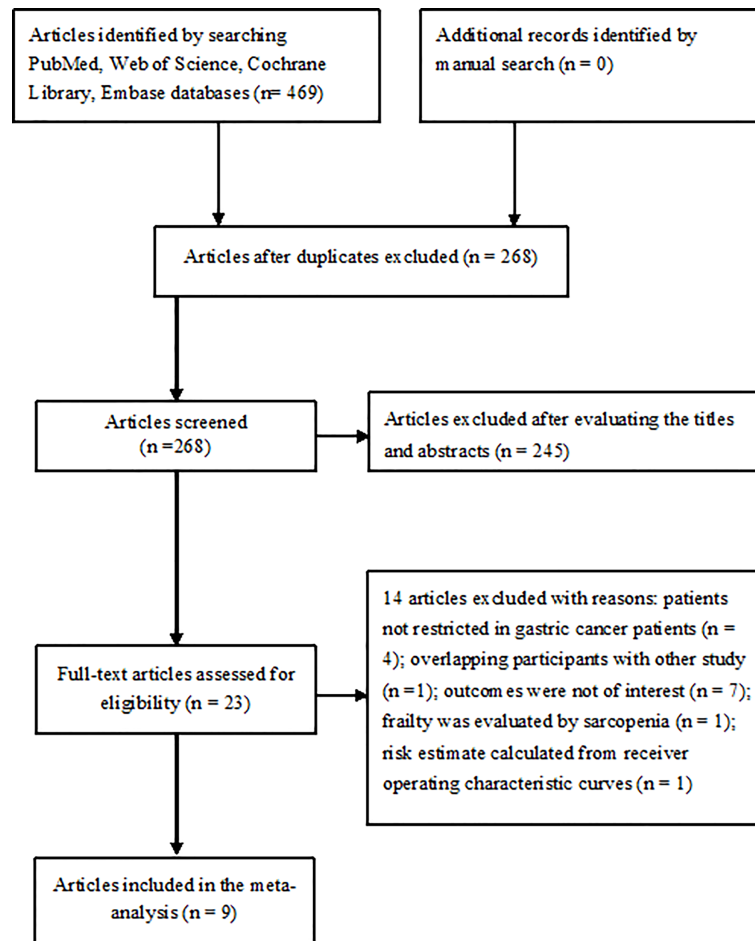 Articles identified by searching
PubMed, Web of Science, Cochrane
Library, Embase databases (n= 469)
Additional records identified by
manual search (n = 0)
Articles after duplicates excluded (n = 268)
Articles screened
(n =268)
Articles excluded after evaluating the titles
and abstracts (n = 245)
Full-text articles assessed for
eligibility (n = 23)
14 articles excluded with reasons: patients
not restricted in gastric cancer patients (n =
4); overlapping participants with other study
(n =1); outcomes were not of interest (n = 7);
frailty was evaluated by sarcopenia (n = 1);
risk estimate calculated from receiver
operating characteristic curves (n = 1)
Articles included in the meta-
analysis (n = 9)